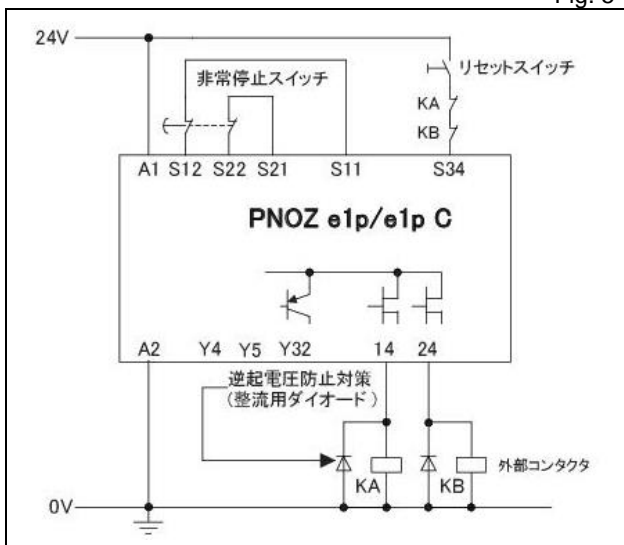 24V
非常停止スイッチ
リセットスイッチ
KA
KB
A1 S12 S22 S21 S11 S34
PNOZ e1p/e1p C
A2 Y4 Y5 Y32 14 24
逆起電圧防止対策
(整流用ダイオード)
外部コンタクタ
KA KB
0V